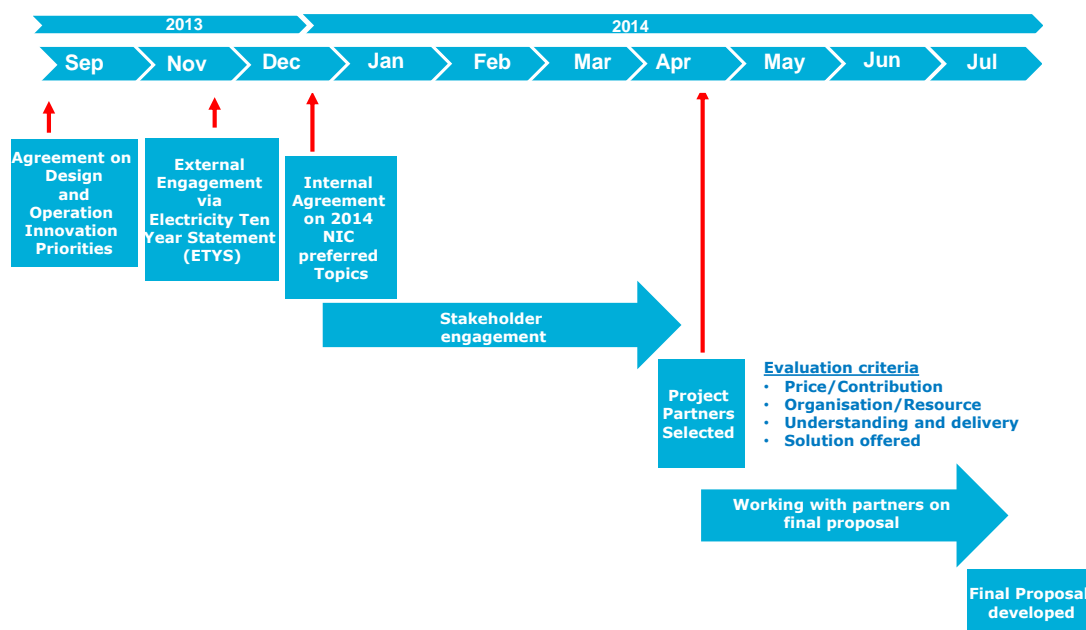 2013
2014
Sep
Nov
Dec
Jan
Feb
Mar
Apr
May
Jun
Jul
Agreement on
Design
and
Operation
Innovation
Priorities
External
Engagement
via
Electricity Ten
Year Statement
(ETYS)
Internal
Agreement
on 2014
NIC
preferred
Topics
Stakeholder
engagement
Project
Partners
Selected
Evaluation criteria
• Price/Contribution
• Organisation/Resource
• Understanding and delivery
• Solution offered
Working with partners on
final proposal
Final Proposal
developed